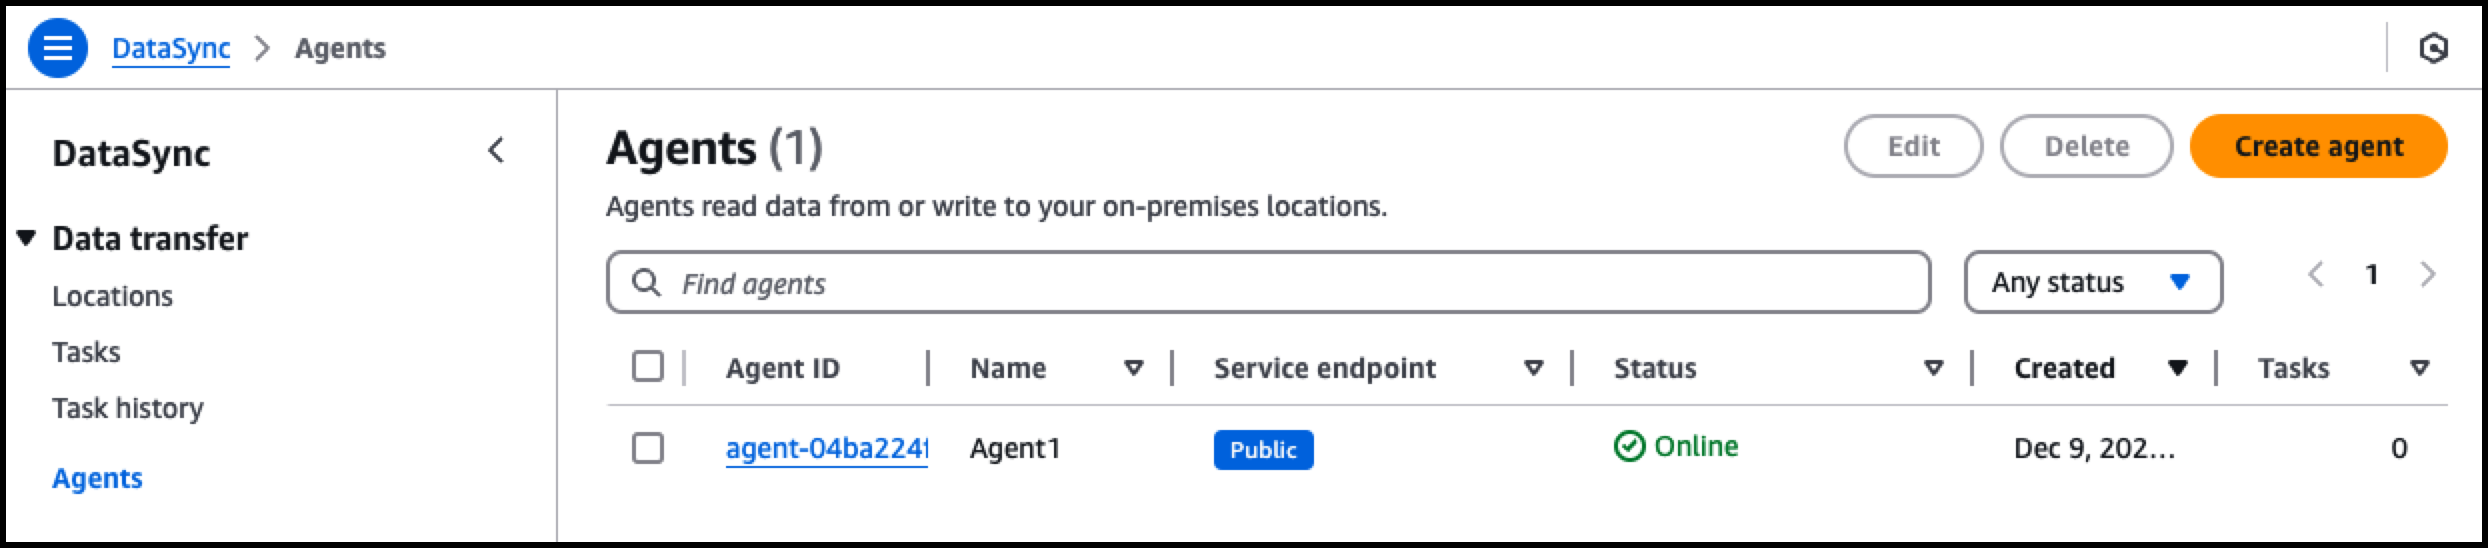 DataSync > Agents
DataSync
Data transfer
Locations
Tasks
Task history
Agents
Agents (1)
Edit Delete Create agent
Agents read data from or write to your on-premises locations.
Find agents Any status 1
Agent ID Name Service endpoint Status Created Tasks
agent-04ba224f Agent1 Public Online Dec 9, 202... 0